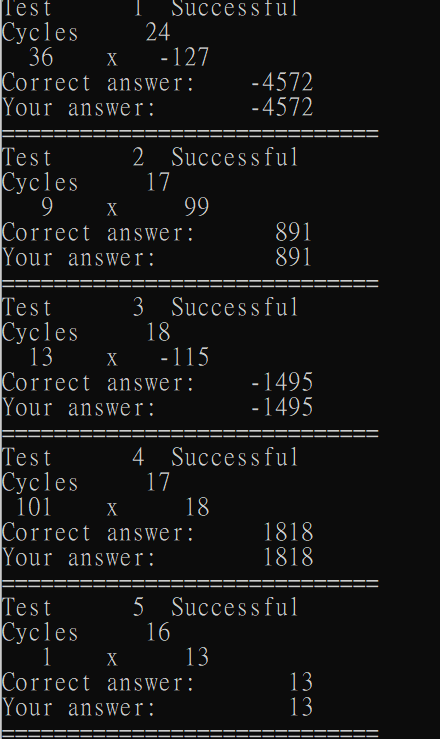 Test 1 Successful
Cycles 24
36 x -127
Correct answer: -4572
Your answer: -4572
==============================
Test 2 Successful
Cycles 17
9 x 99
Correct answer: 891
Your answer: 891
==============================
Test 3 Successful
Cycles 18
13 x -115
Correct answer: -1495
Your answer: -1495
==============================
Test 4 Successful
Cycles 17
101 x 18
Correct answer: 1818
Your answer: 1818
==============================
Test 5 Successful
Cycles 16
1 x 13
Correct answer: 13
Your answer: 13
==============================